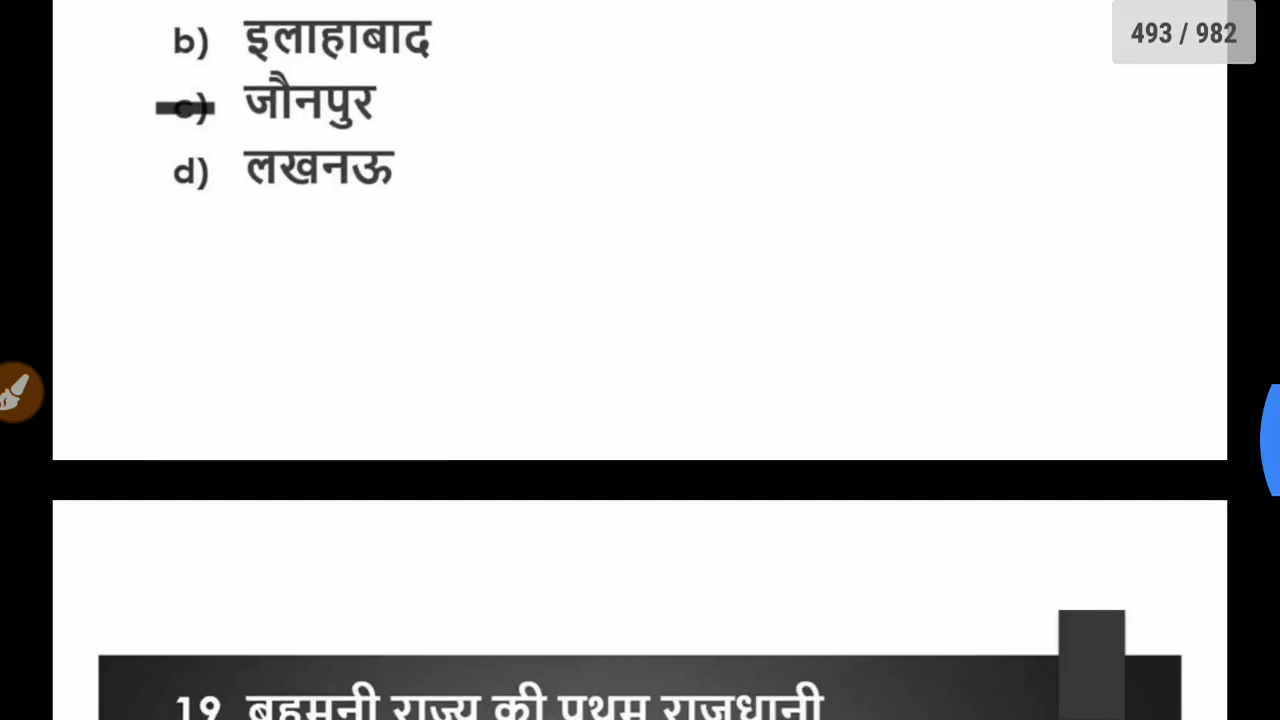 b) इलाहाबाद
493 / 982
c) जौनपुर
d) लखनऊ
19. बहमनी राज्य की प्रथम राजधानी